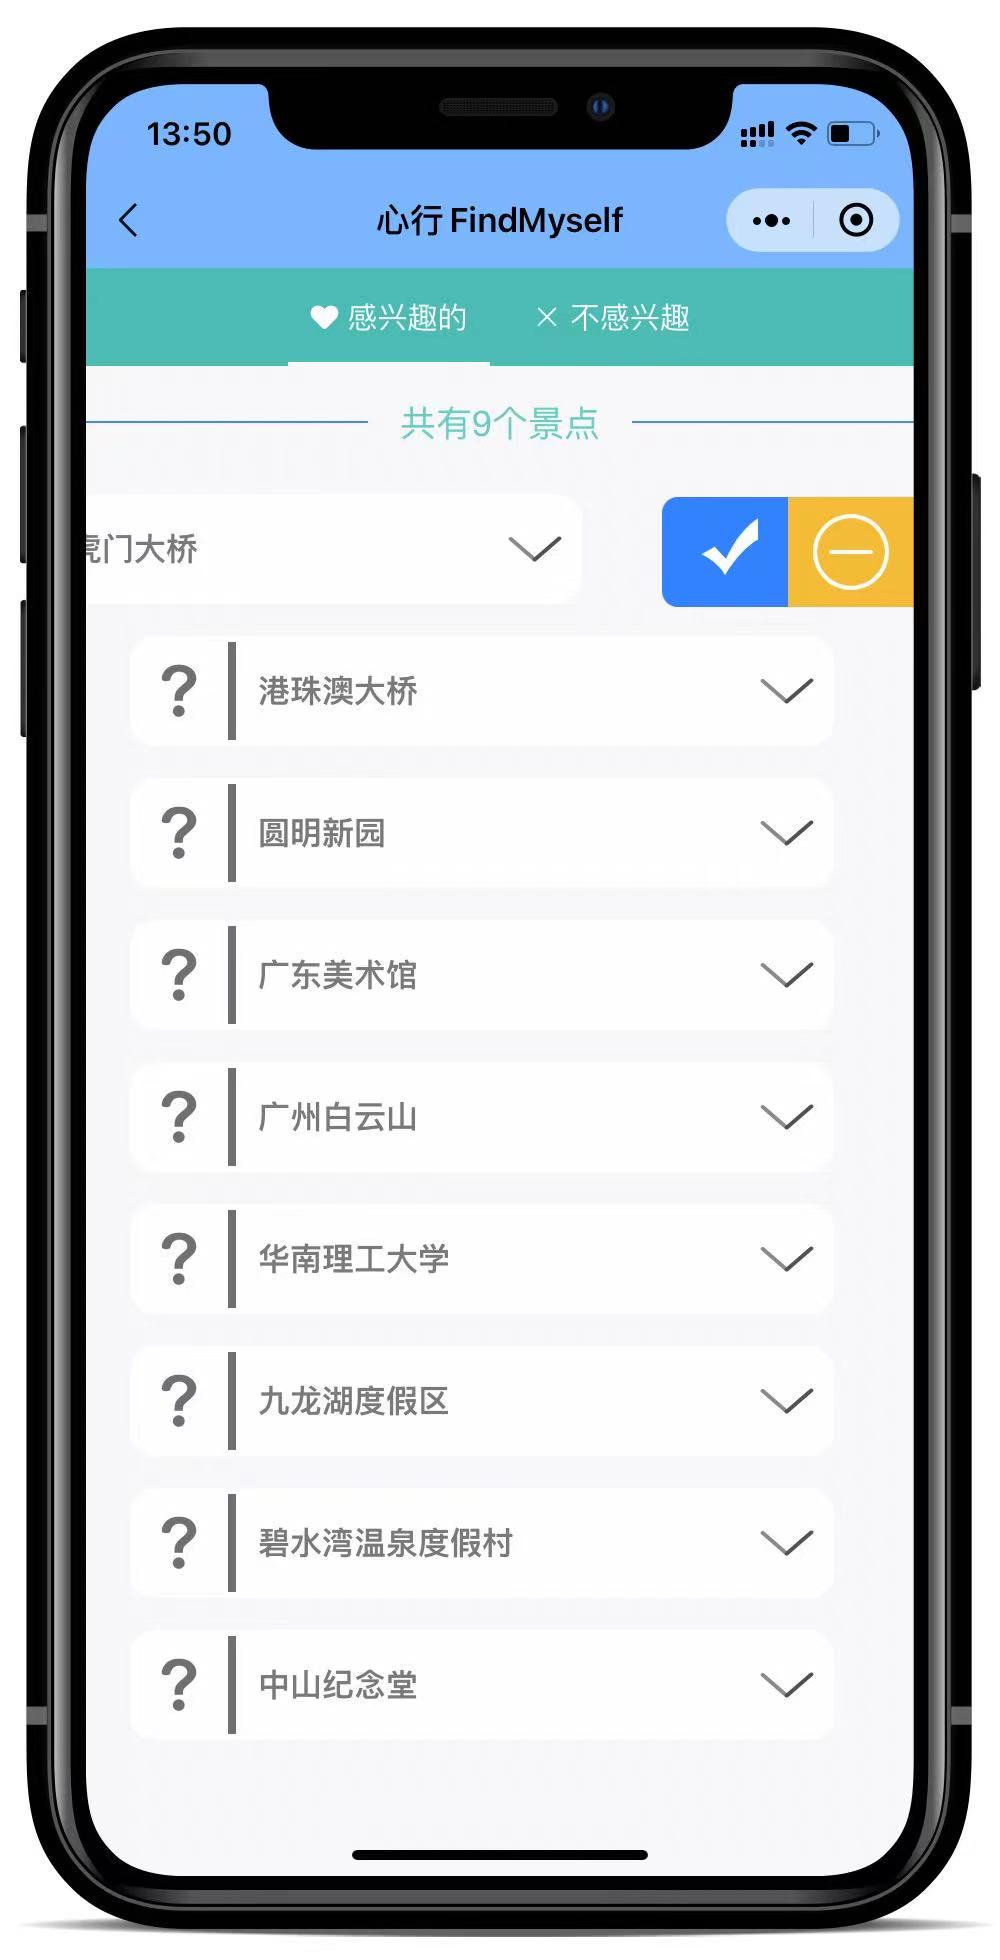 13:50
心行 FindMyself
感兴趣的 不感兴趣
共有9个景点
虎门大桥
? 港珠澳大桥
? 圆明新园
? 广东美术馆
? 广州白云山
? 华南理工大学
? 九龙湖度假区
? 碧水湾温泉度假村
? 中山纪念堂